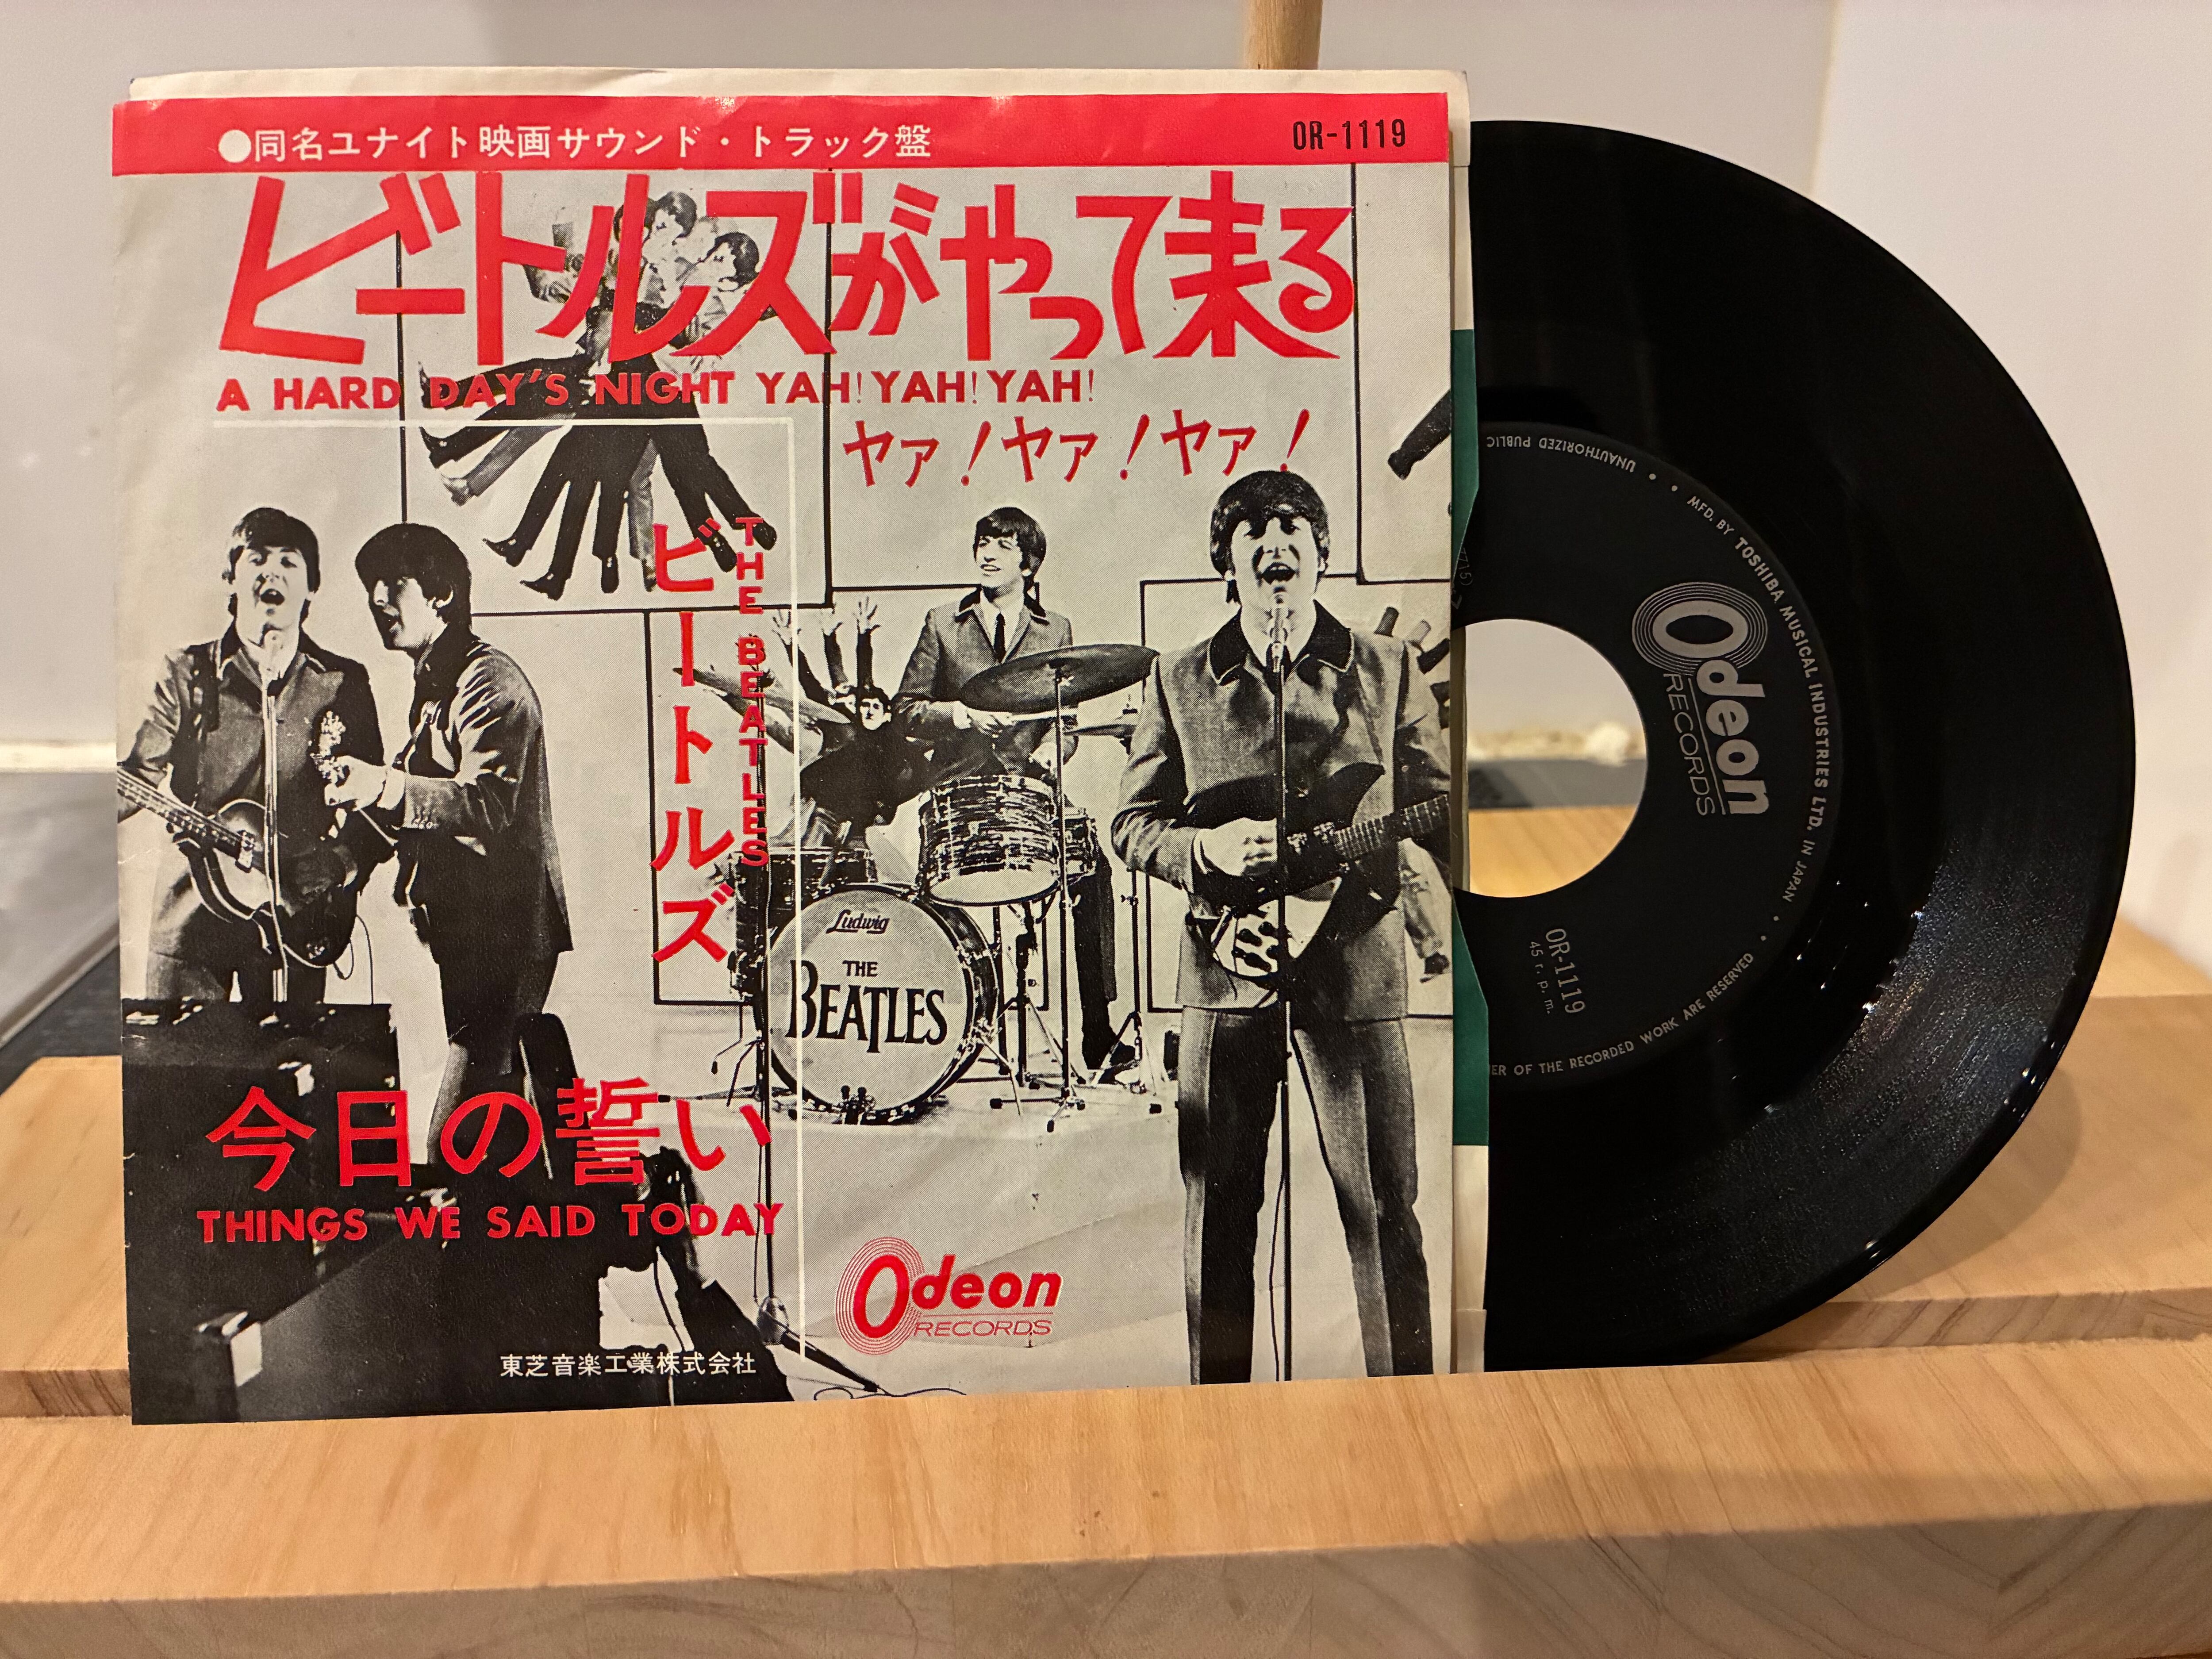 ●同名ユナイト映画サウンド・トラック盤
OR-1119
ビートルズがやって来る
A HARD DAY'S NIGHT YAH! YAH! YAH!
ヤァ！ヤァ！ヤァ！
ビートルズ
THE BEATLES
Ludwig
THE
BEATLES
今日の誓い
THINGS WE SAID TODAY
Odeon
RECORDS
東芝音楽工業株式会社
UNAUTHORIZED PUBLIC
MFD. BY TOSHIBA MUSICAL INDUSTRIES LTD. IN JAPAN
Odeon
RECORDS
OR-1119
45 r. p. m.
OF THE RECORDED WORK ARE RESERVED